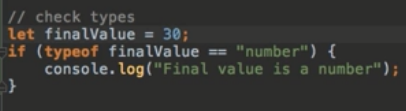 // check types
let finalValue = 30;
if (typeof finalValue == "number") {
    console.log("Final value is a number");
}